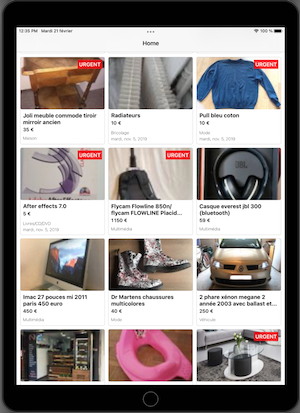 12:35 PM Mardi 21 février
100 %
Home
URGENT
URGENT
Joli meuble commode tiroir
mirroir ancien
35 €
Maison
Radiateurs
10 €
Bricolage
mardi, nov. 5, 2019
Pull bleu coton
10 €
Mode
mardi, nov. 5, 2019
URGENT
URGENT
JBL
After effects 7.0
5 €
Livres/CD/DVD
mardi, nov. 5, 2019
Flycam Flowline 850n/
flycam FLOWLINE Placid...
1150 €
Multimédia
Casque everest jbl 300
(bluetooth)
59 €
Multimédia
Imac 27 pouces mi 2011
paris 450 euro
450 €
Multimédia
Dr Martens chaussures
multicolores
40 €
Mode
2 phare xénon megane 2
année 2003 avec ballast et...
250 €
Véhicule
URGENT